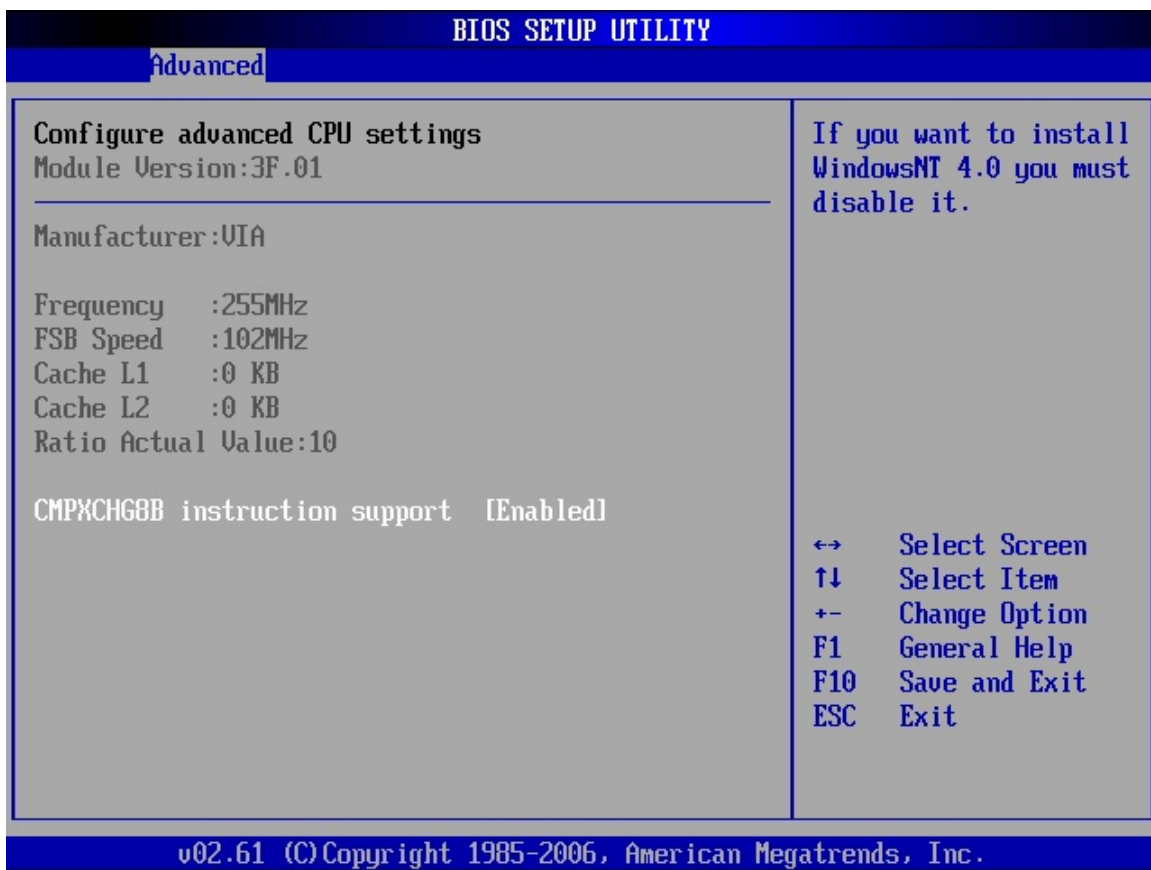 BIOS SETUP UTILITY
Advanced
Configure advanced CPU settings
Module Version:3F.01
Manufacturer:VIA
Frequency :255MHz
FSB Speed :102MHz
Cache L1 :0 KB
Cache L2 :0 KB
Ratio Actual Value:10
CMPXCHG8B instruction support [Enabled]
If you want to install
WindowsNT 4.0 you must
disable it.
←→ Select Screen
↑↓ Select Item
+- Change Option
F1 General Help
F10 Save and Exit
ESC Exit
v02.61 (C)Copyright 1985-2006, American Megatrends, Inc.